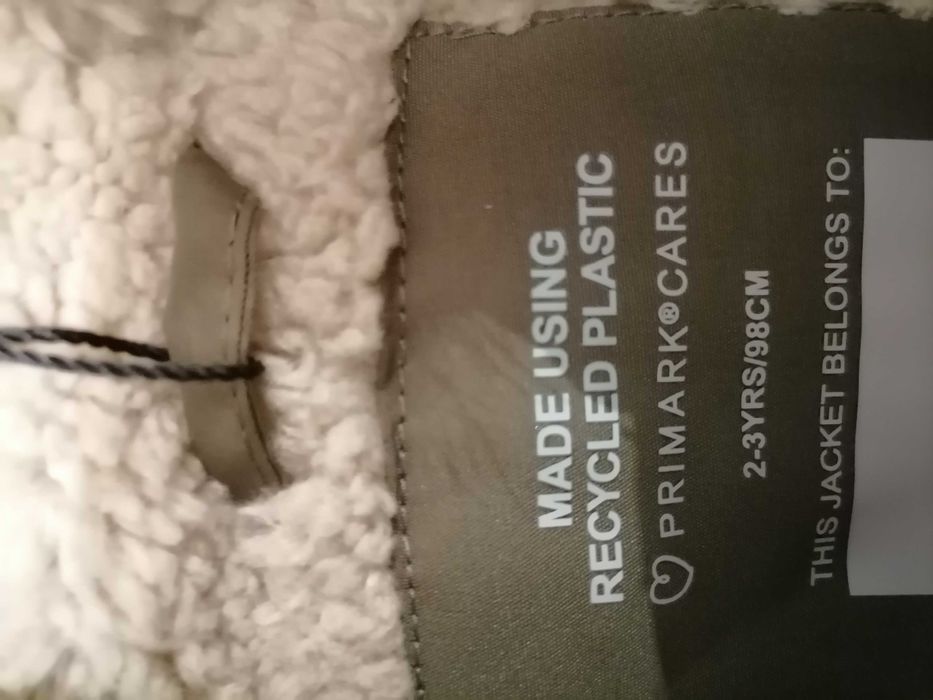 MADE USING
RECYCLED PLASTIC
PRIMARK®CARES
2-3YRS/98CM
THIS JACKET BELONGS TO: